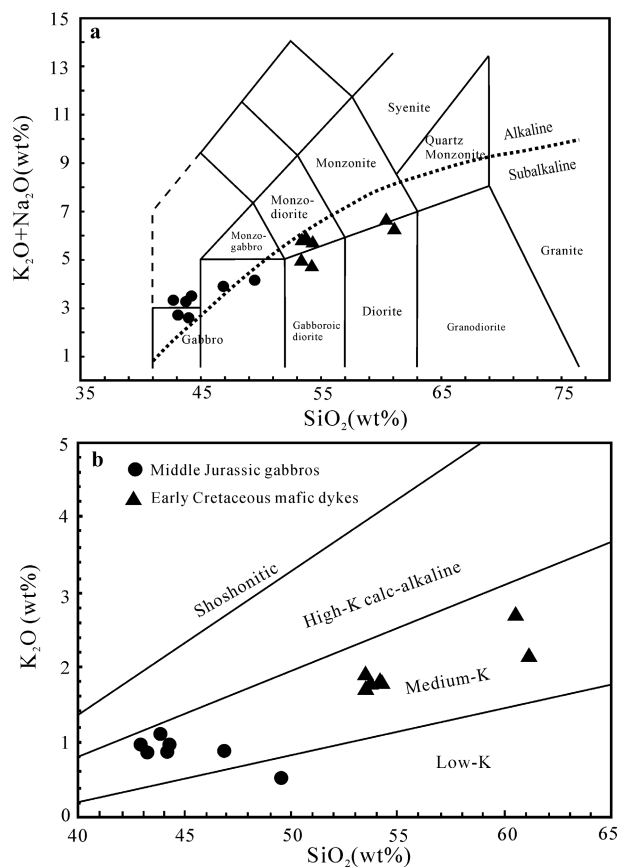 a
15
13
11
9
7
5
3
1
K₂O+Na₂O(wt%)
Syenite
Quartz
Monzonite
Alkaline
Subalkaline
Monzonite
Monzo-
diorite
Monzo-
gabbro
Gabbro
Gabboroic
diorite
Diorite
Granodiorite
Granite
35 45 55 65 75
SiO₂(wt%)
b
5
4
3
2
1
0
K₂O (wt%)
Middle Jurassic gabbros
Early Cretaceous mafic dykes
Shoshonitic
High-K calc-alkaline
Medium-K
Low-K
40 45 50 55 60 65
SiO₂(wt%)